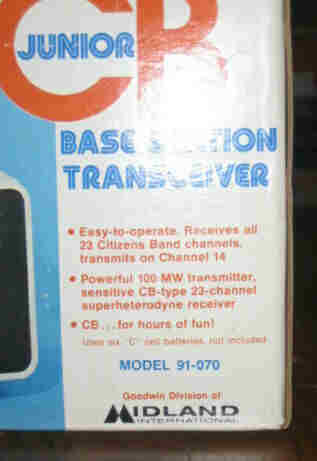 CB
JUNIOR
BASE STATION
TRANSCEIVER
• Easy-to-operate. Receives all
23 Citizens Band channels,
transmits on Channel 14
• Powerful 100 MW transmitter,
sensitive CB-type 23-channel
superheterodyne receiver
• CB...for hours of fun!
Uses six "C" cell batteries, not included
MODEL 91-070
Goodwin Division of
MIDLAND
INTERNATIONAL